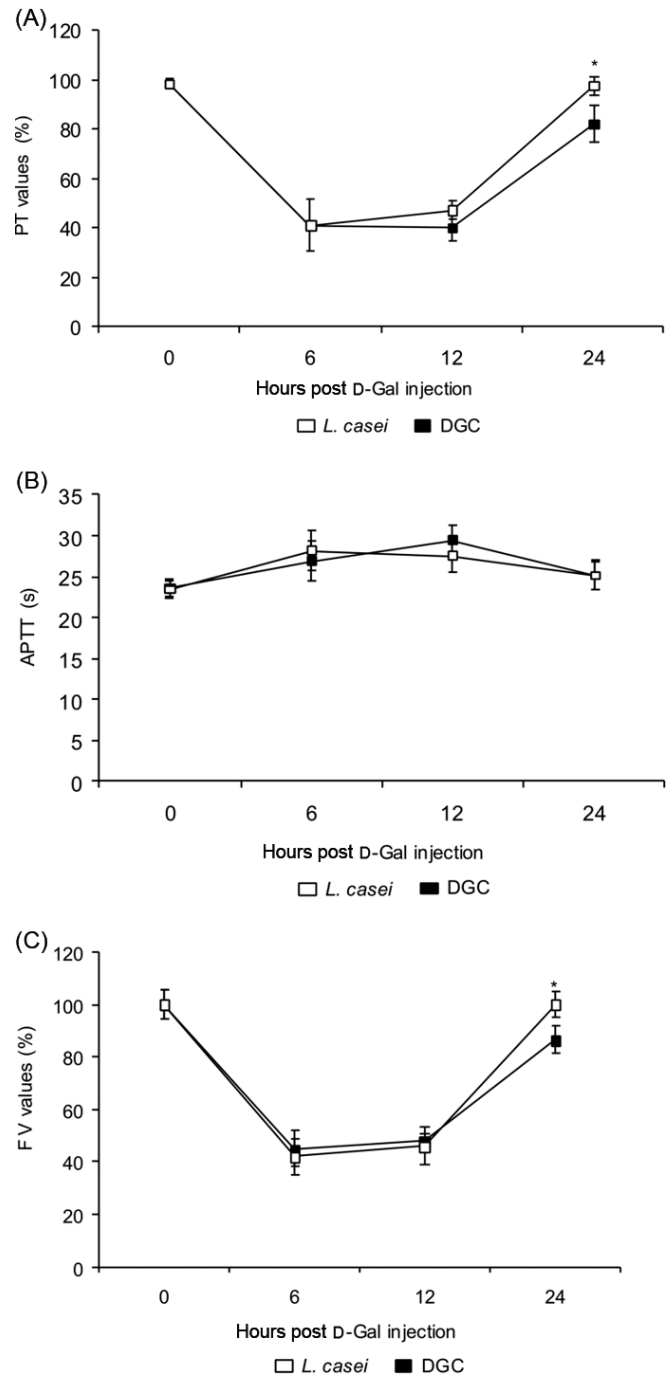 (A)
120
100
80
60
40
20
0
PT values (%)
*
0 6 12 24
Hours post D-Gal injection
L. casei DGC
(B)
35
30
25
20
15
10
5
0
APTT (s)
0 6 12 24
Hours post D-Gal injection
L. casei DGC
(C)
120
100
80
60
40
20
0
F V values (%)
*
0 6 12 24
Hours post D-Gal injection
L. casei DGC